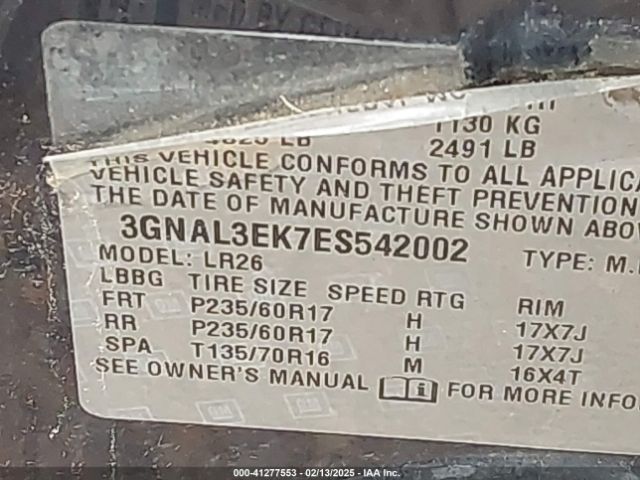 1130 KG
LB 2491 LB
THIS VEHICLE CONFORMS TO ALL
VEHICLE SAFETY AND THEFT PREVENTION
THE DATE OF MANUFACTURE SHOWN
3GNAL3EK7ES542002
MODEL: LR26 TYPE: M.
LBBG TIRE SIZE SPEED RTG RIM
FRT P235/60R17 H 17X7J
RR P235/60R17 H 17X7J
SPA T135/70R16 M 16X4T
SEE OWNER'S MANUAL i FOR MORE INFO
000-41277553 — 02/13/2025 — IAA Inc.